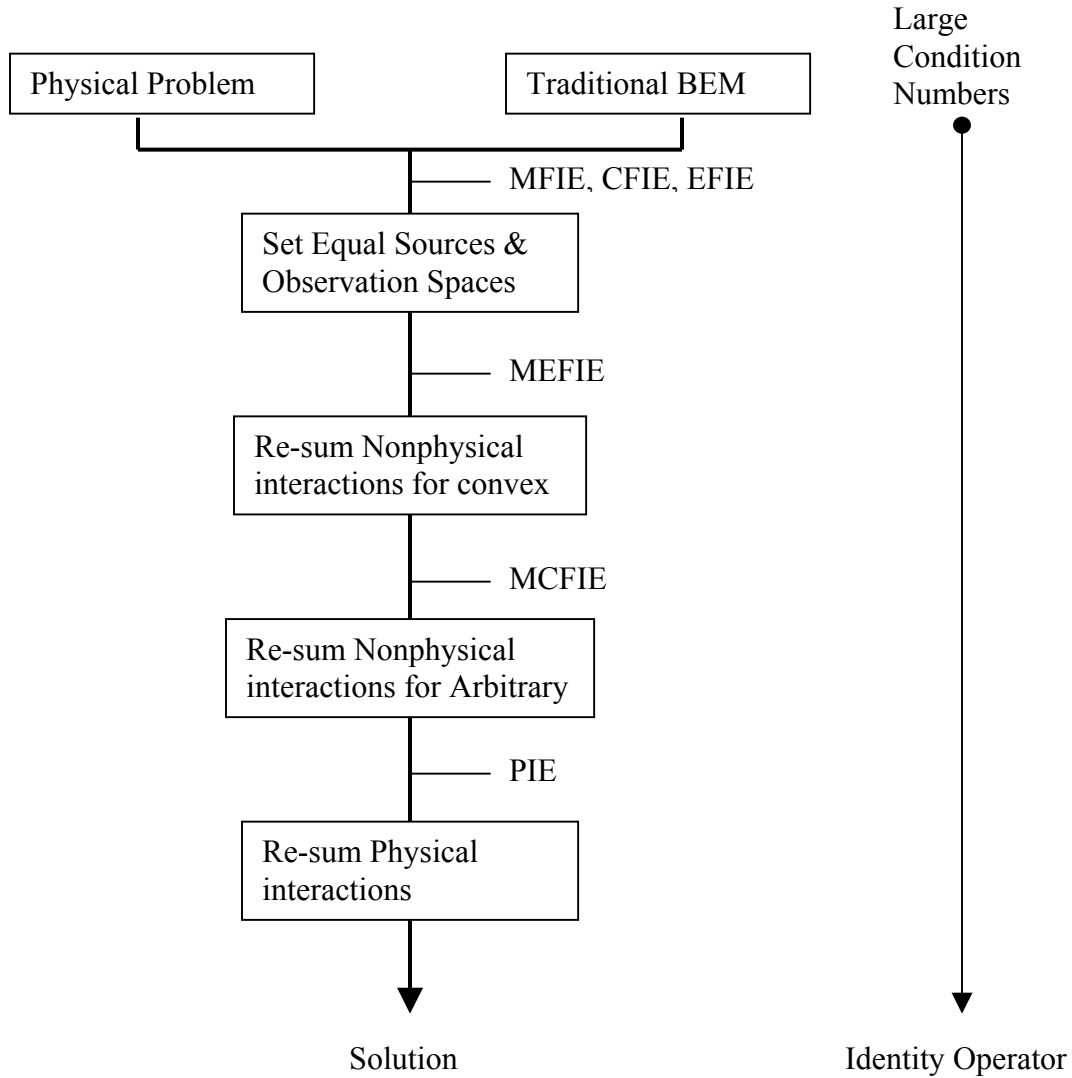 Large
Condition
Numbers
Physical Problem
Traditional BEM
MFIE, CFIE, EFIE
Set Equal Sources &
Observation Spaces
MEFIE
Re-sum Nonphysical
interactions for convex
MCFIE
Re-sum Nonphysical
interactions for Arbitrary
PIE
Re-sum Physical
interactions
Solution
Identity Operator